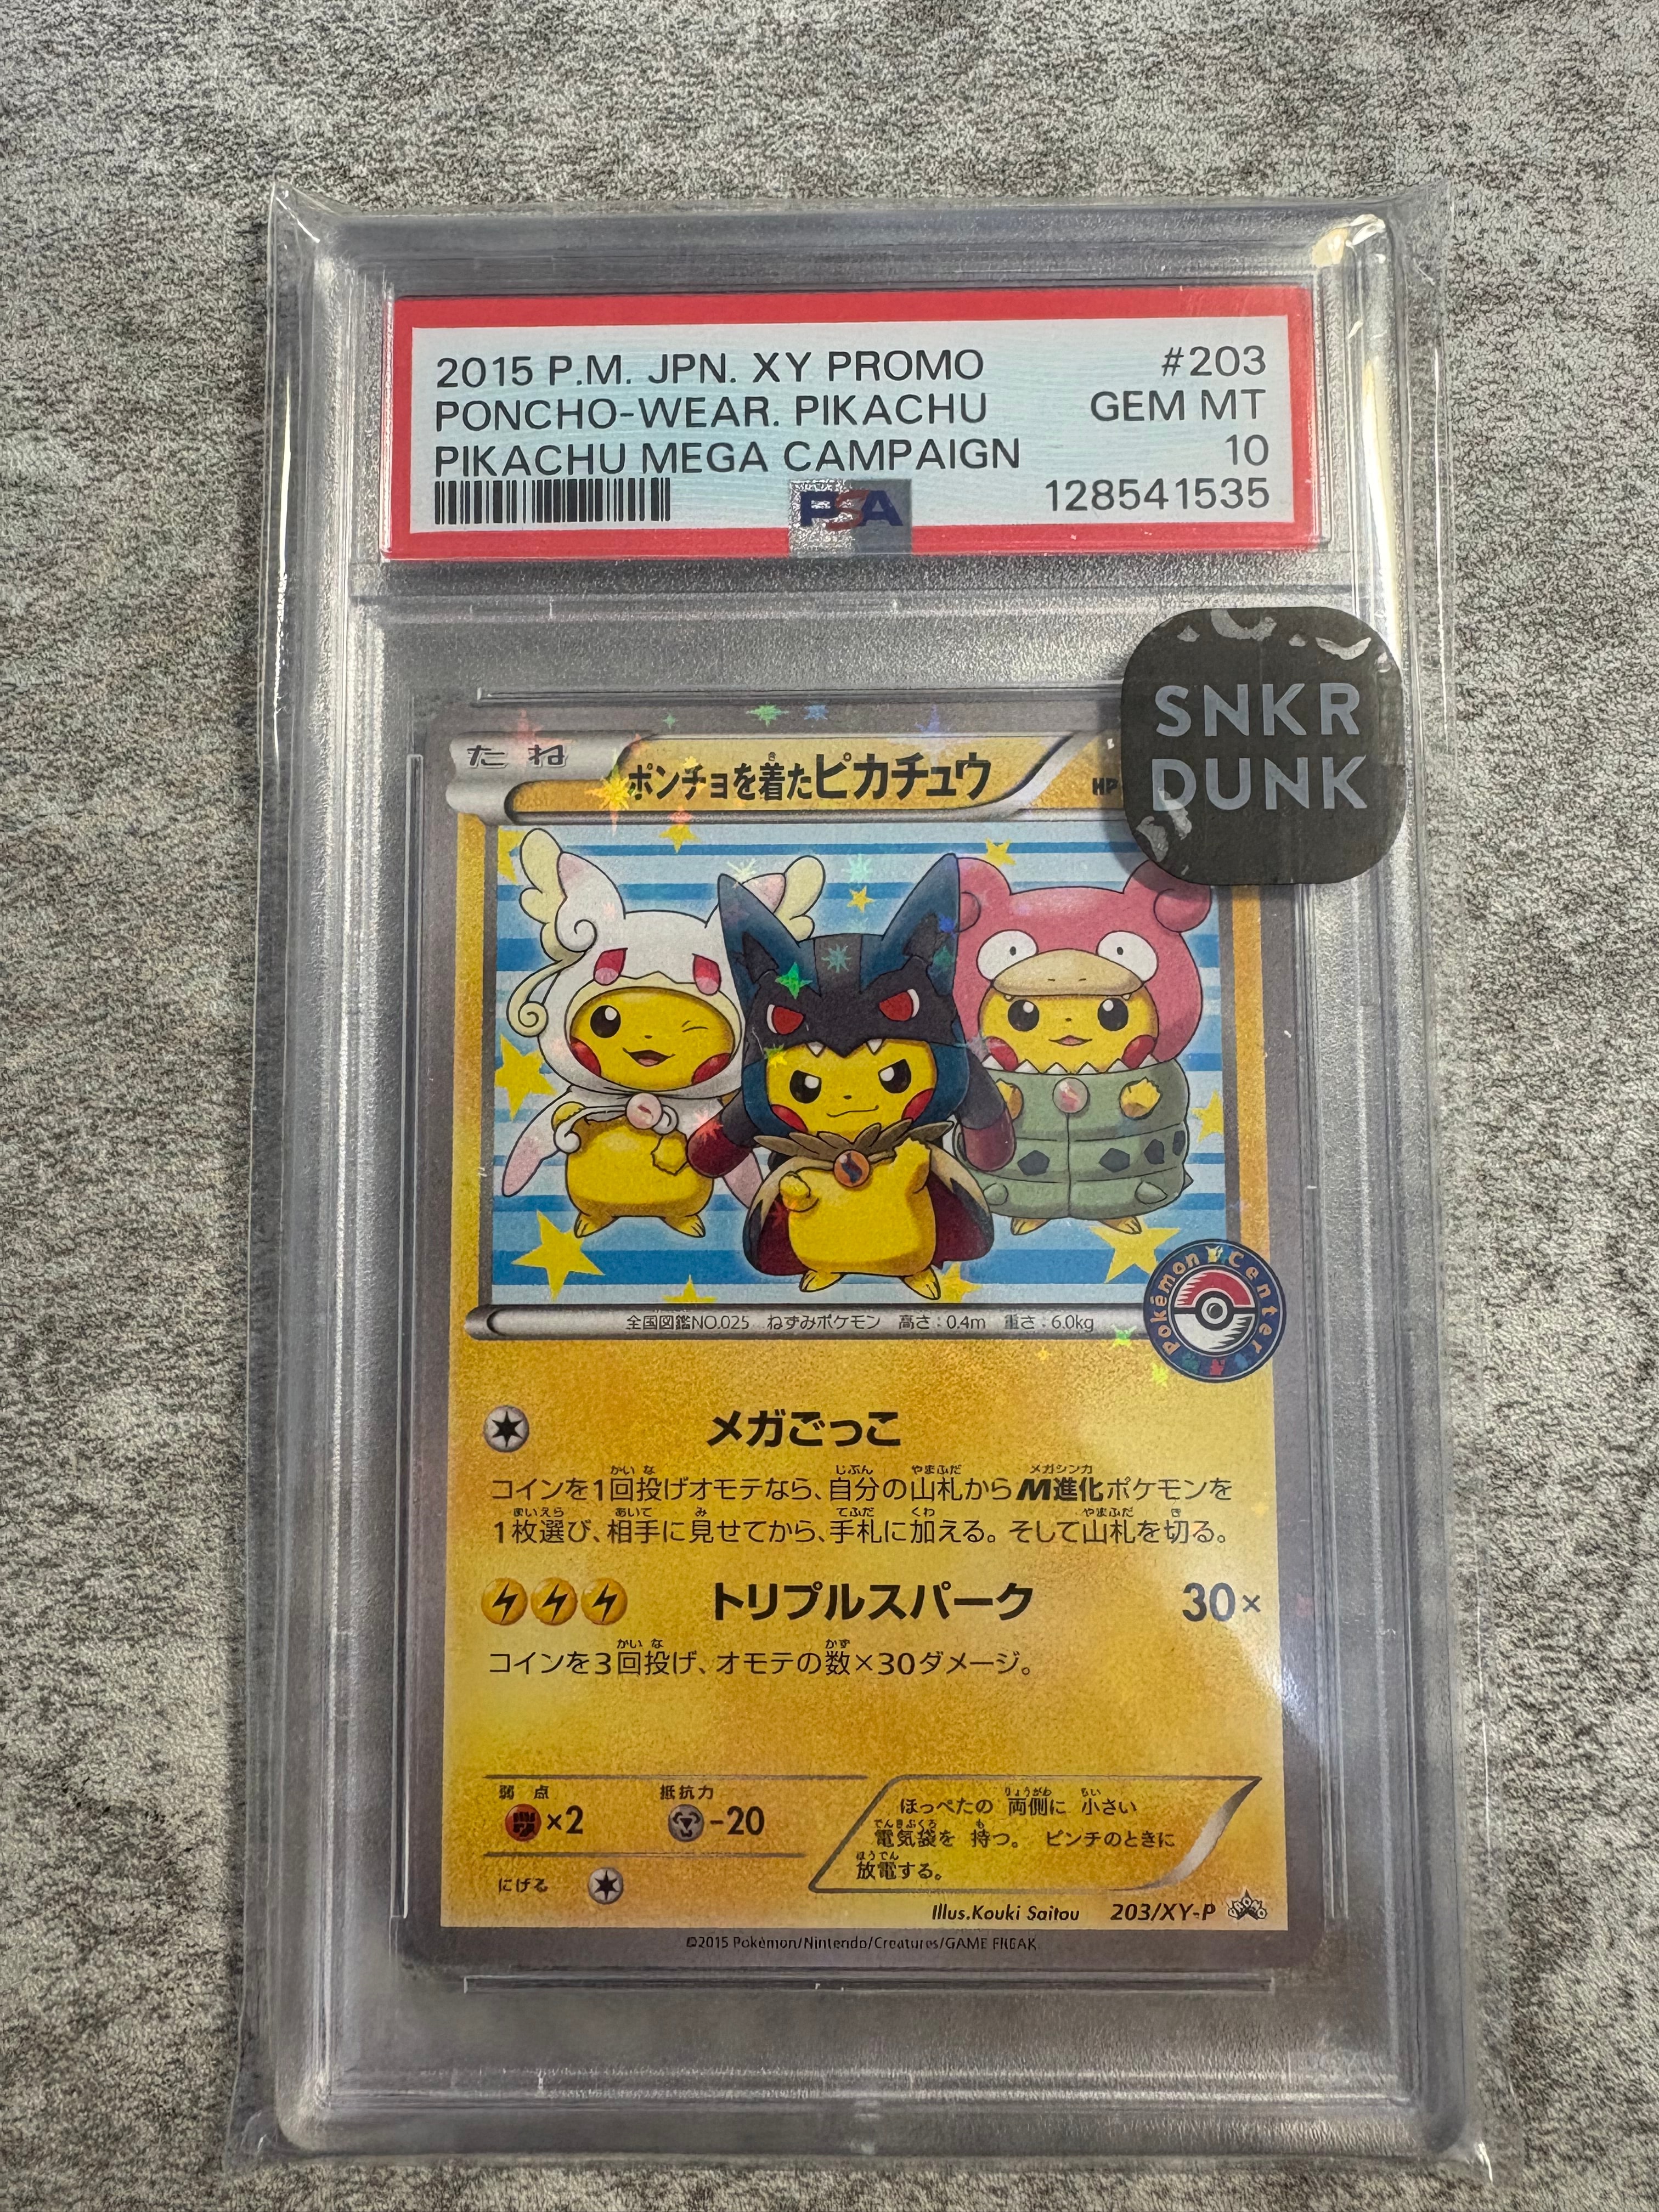 2015 P.M. JPN. XY PROMO #203
PONCHO-WEAR. PIKACHU GEM MT
PIKACHU MEGA CAMPAIGN 10
PSA 128541535
SNKR
DUNK
たね ポンチョを着たピカチュウ HP
全国図鑑NO.025 ねずみポケモン 高さ:0.4m 重さ:6.0kg
Pokémon Center
メガごっこ
コインを1回投げオモテなら、自分の山札からM進化ポケモンを
1枚選び、相手に見せてから、手札に加える。そして山札を切る。
トリプルスパーク 30×
コインを3回投げ、オモテの数×30ダメージ。
弱点 抵抗力
×2 -20
にげる
ほっぺたの 両側に 小さい
電気袋を 持つ。 ピンチのときに
放電する。
Illus.Kouki Saitou 203/XY-P PROMO
©2015 Pokémon/Nintendo/Creatures/GAME FREAK